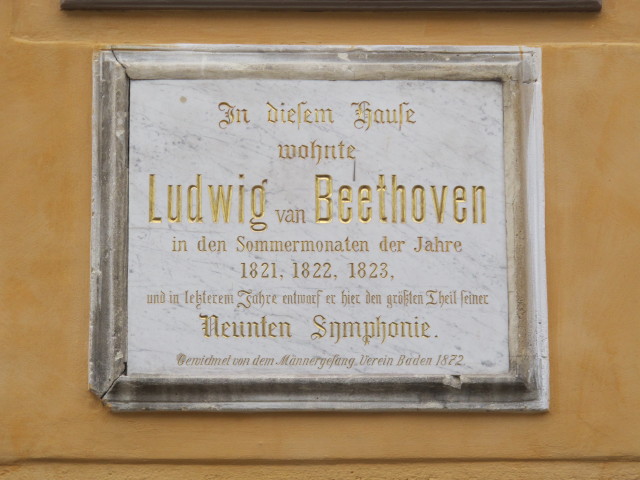 In diesem Hause
wohnte
Ludwig van Beethoven
in den Sommermonaten der Jahre
1821, 1822, 1823,
und in letzterem Jahre entwarf er hier den größten Theil seiner
Neunten Symphonie.
Gewidmet von dem Männergesang Verein Baden 1872.